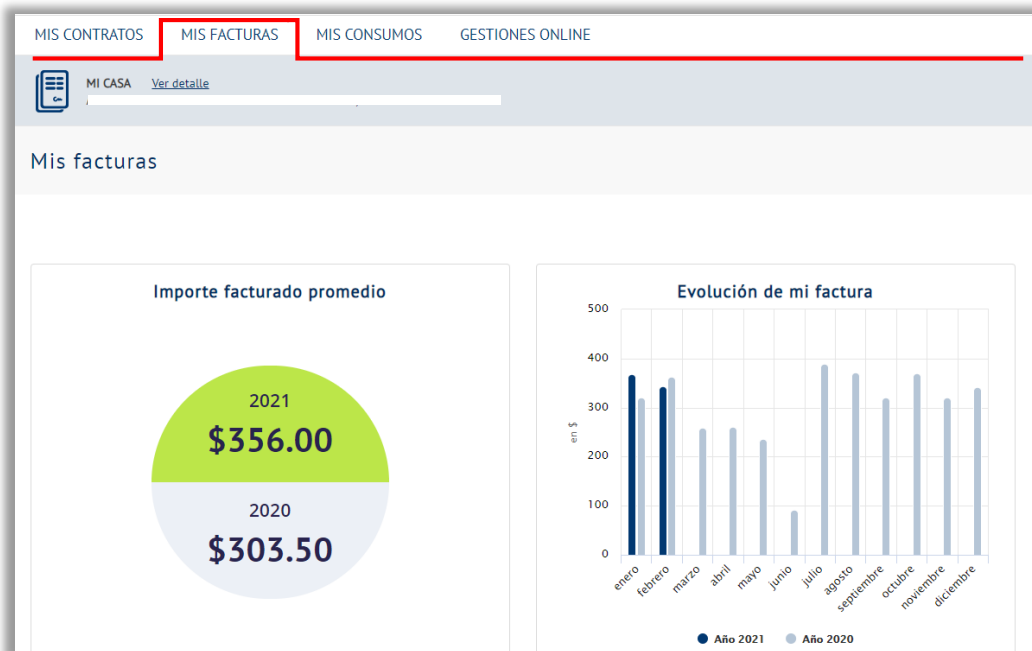 MIS CONTRATOS MIS FACTURAS MIS CONSUMOS GESTIONES ONLINE
MI CASA Ver detalle
Mis facturas
Importe facturado promedio
2021
$356.00
2020
$303.50
Evolución de mi factura
500
400
300
200
100
0
en $
enero febrero marzo abril mayo junio julio agosto septiembre octubre noviembre diciembre
Año 2021 Año 2020